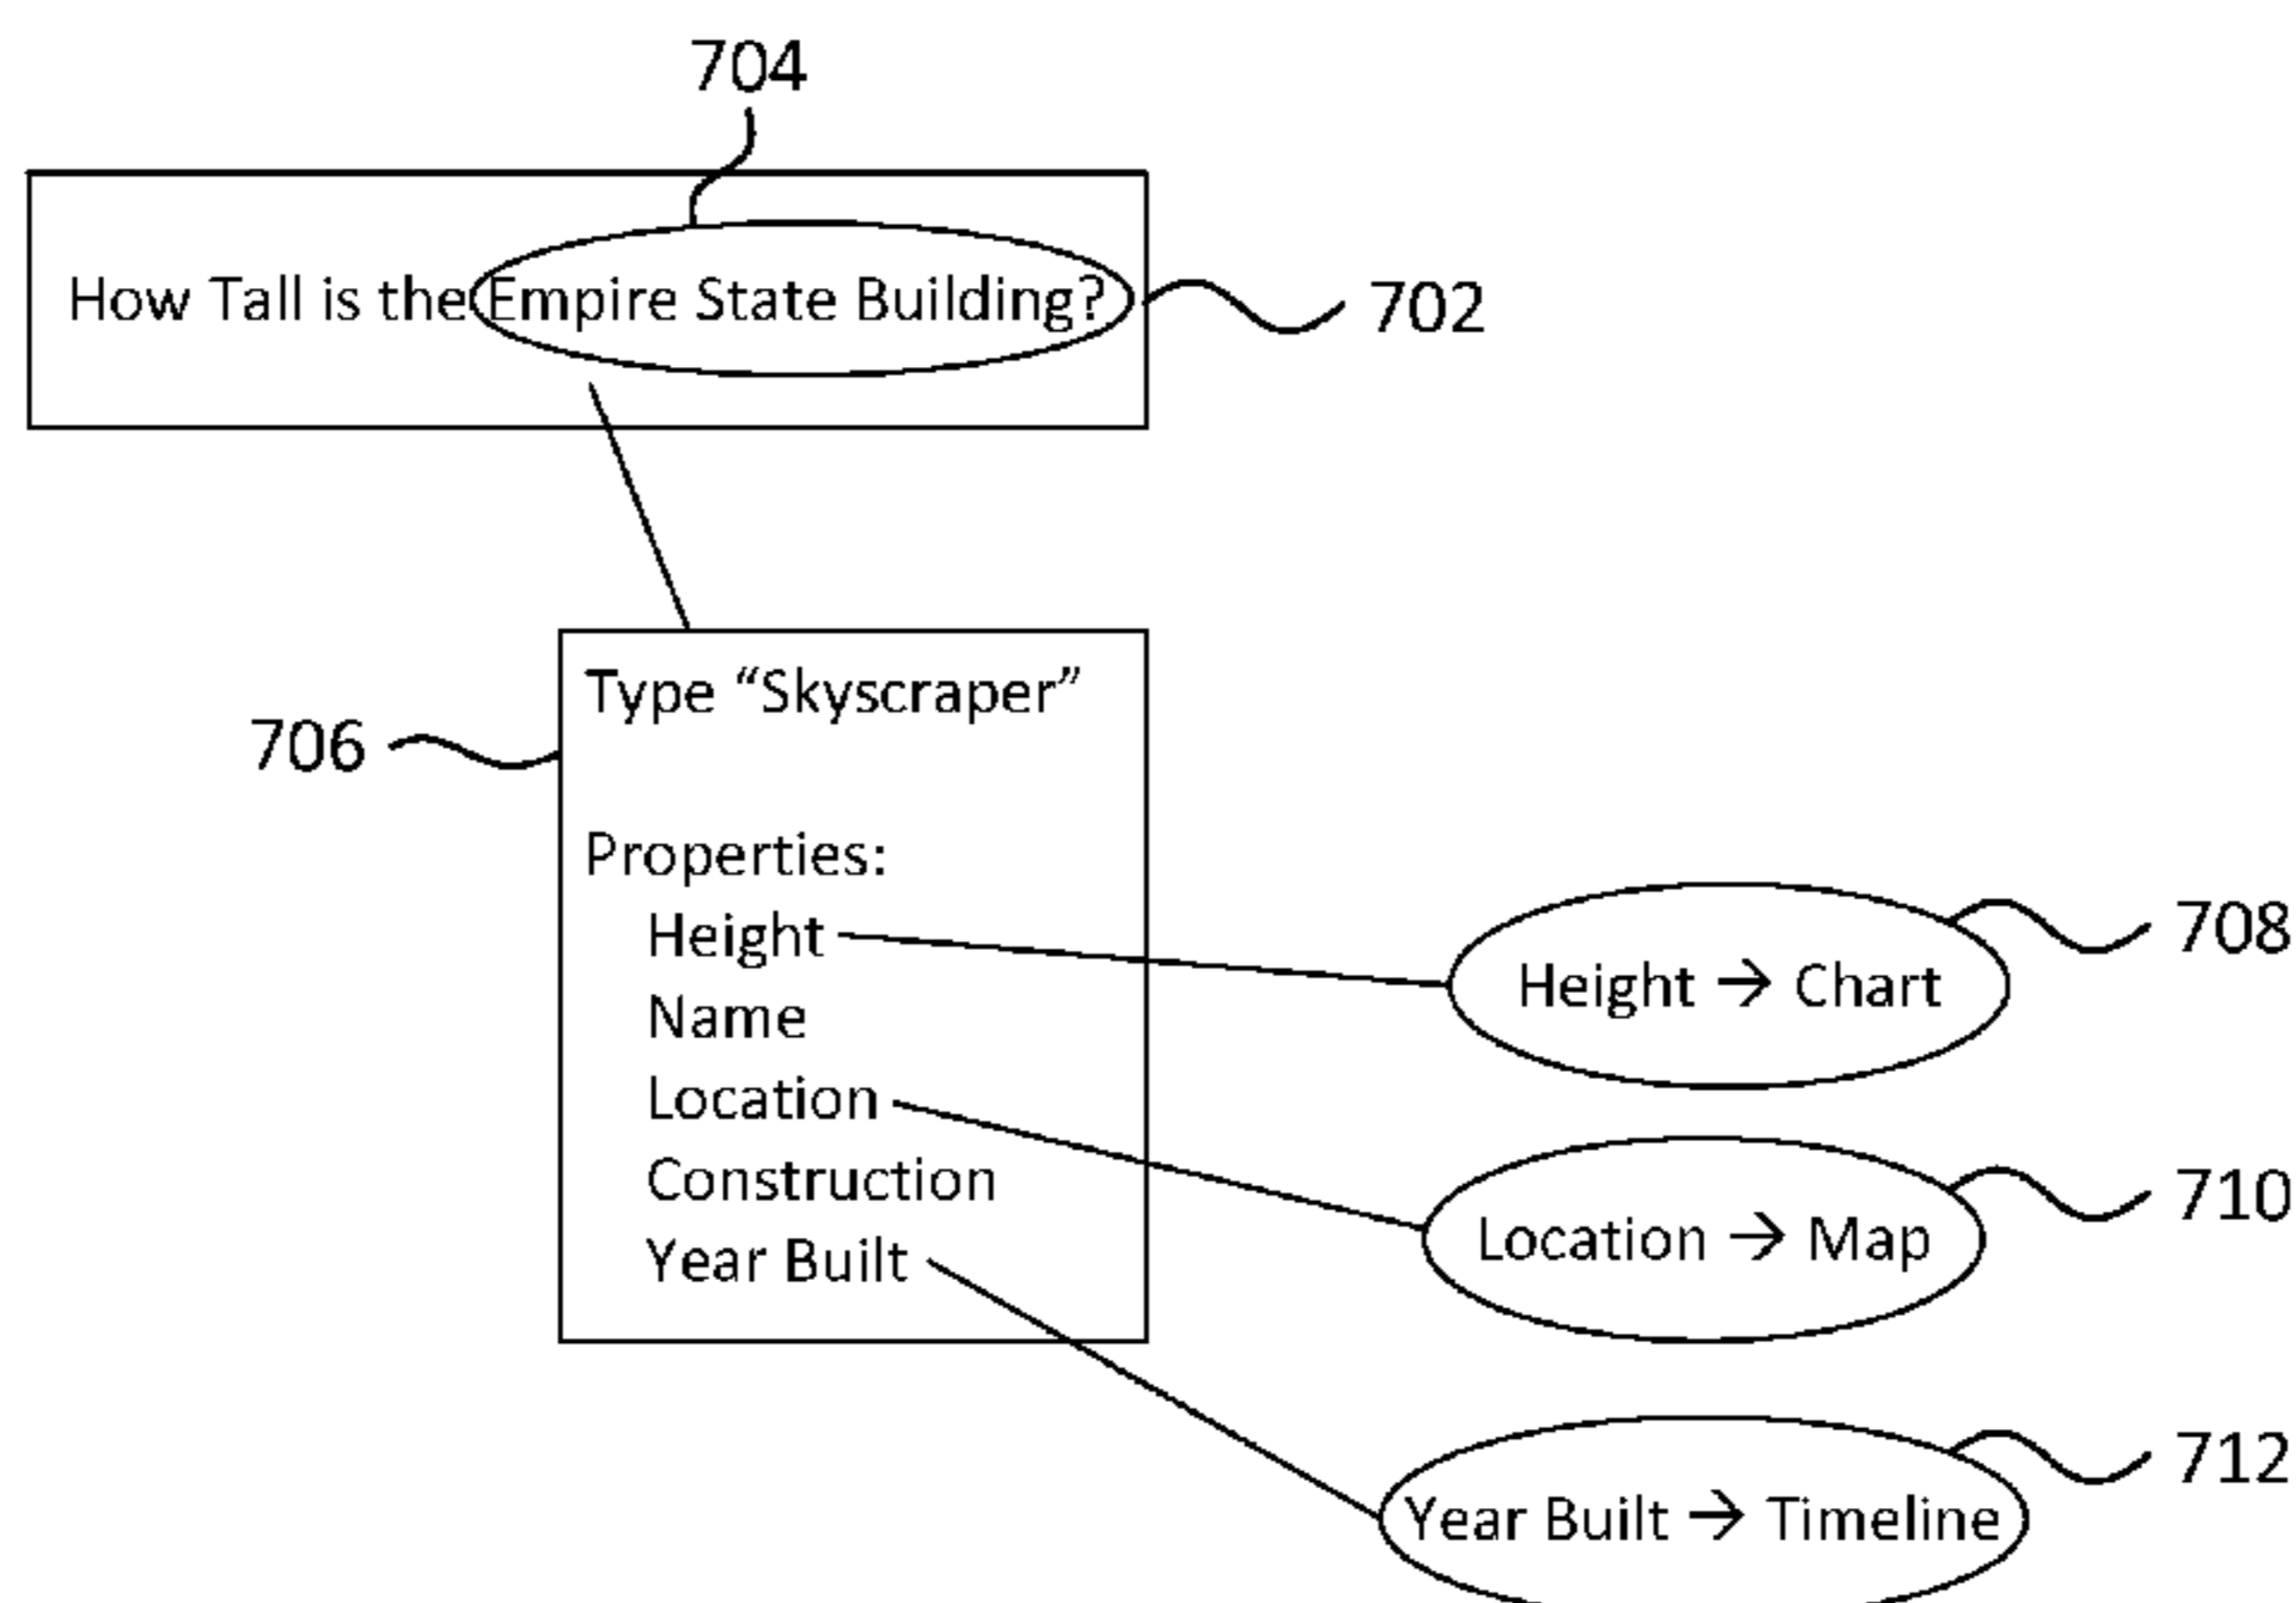 704
How Tall is the Empire State Building?
702
Type “Skyscraper”
706
Properties:
Height
708
Height → Chart
Name
Location
710
Location → Map
Construction
Year Built
712
Year Built → Timeline